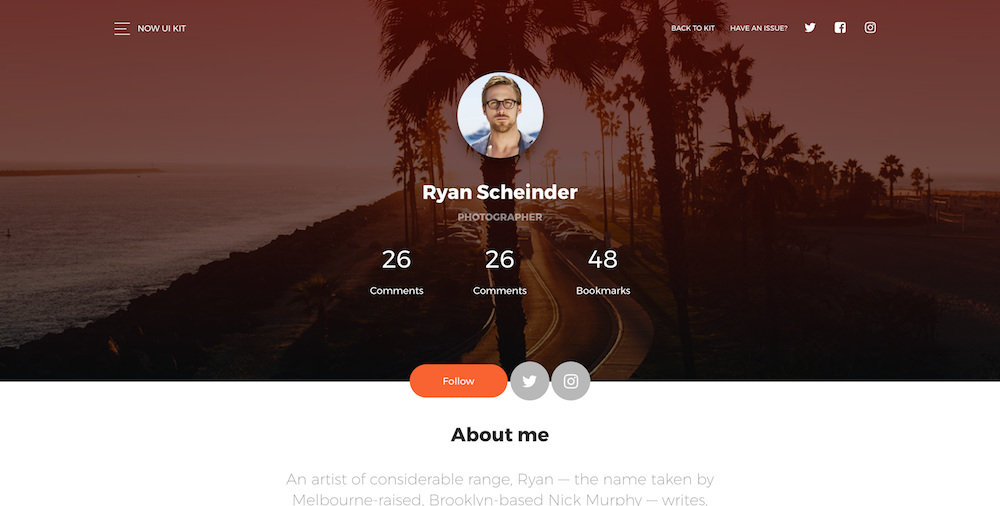 NOW UI KIT
BACK TO KIT
HAVE AN ISSUE?
Ryan Scheinder
PHOTOGRAPHER
26
26
48
Comments
Comments
Bookmarks
Follow
About me
An artist of considerable range, Ryan — the name taken by
Melbourne-raised, Brooklyn-based Nick Murphy — writes,